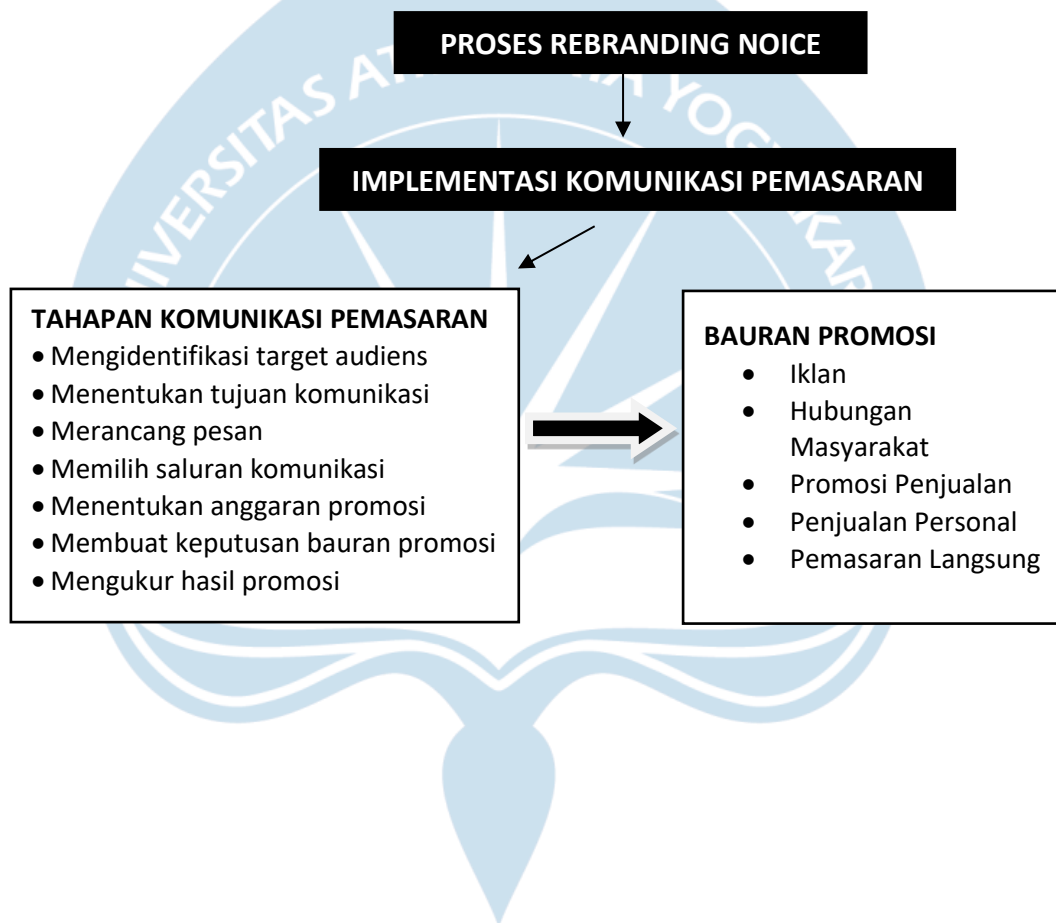 PROSES REBRANDING NOICE
IMPLEMENTASI KOMUNIKASI PEMASARAN
TAHAPAN KOMUNIKASI PEMASARAN
• Mengidentifikasi target audiens
• Menentukan tujuan komunikasi
• Merancang pesan
• Memilih saluran komunikasi
• Menentukan anggaran promosi
• Membuat keputusan bauran promosi
• Mengukur hasil promosi
BAURAN PROMOSI
• Iklan
• Hubungan
Masyarakat
• Promosi Penjualan
• Penjualan Personal
• Pemasaran Langsung